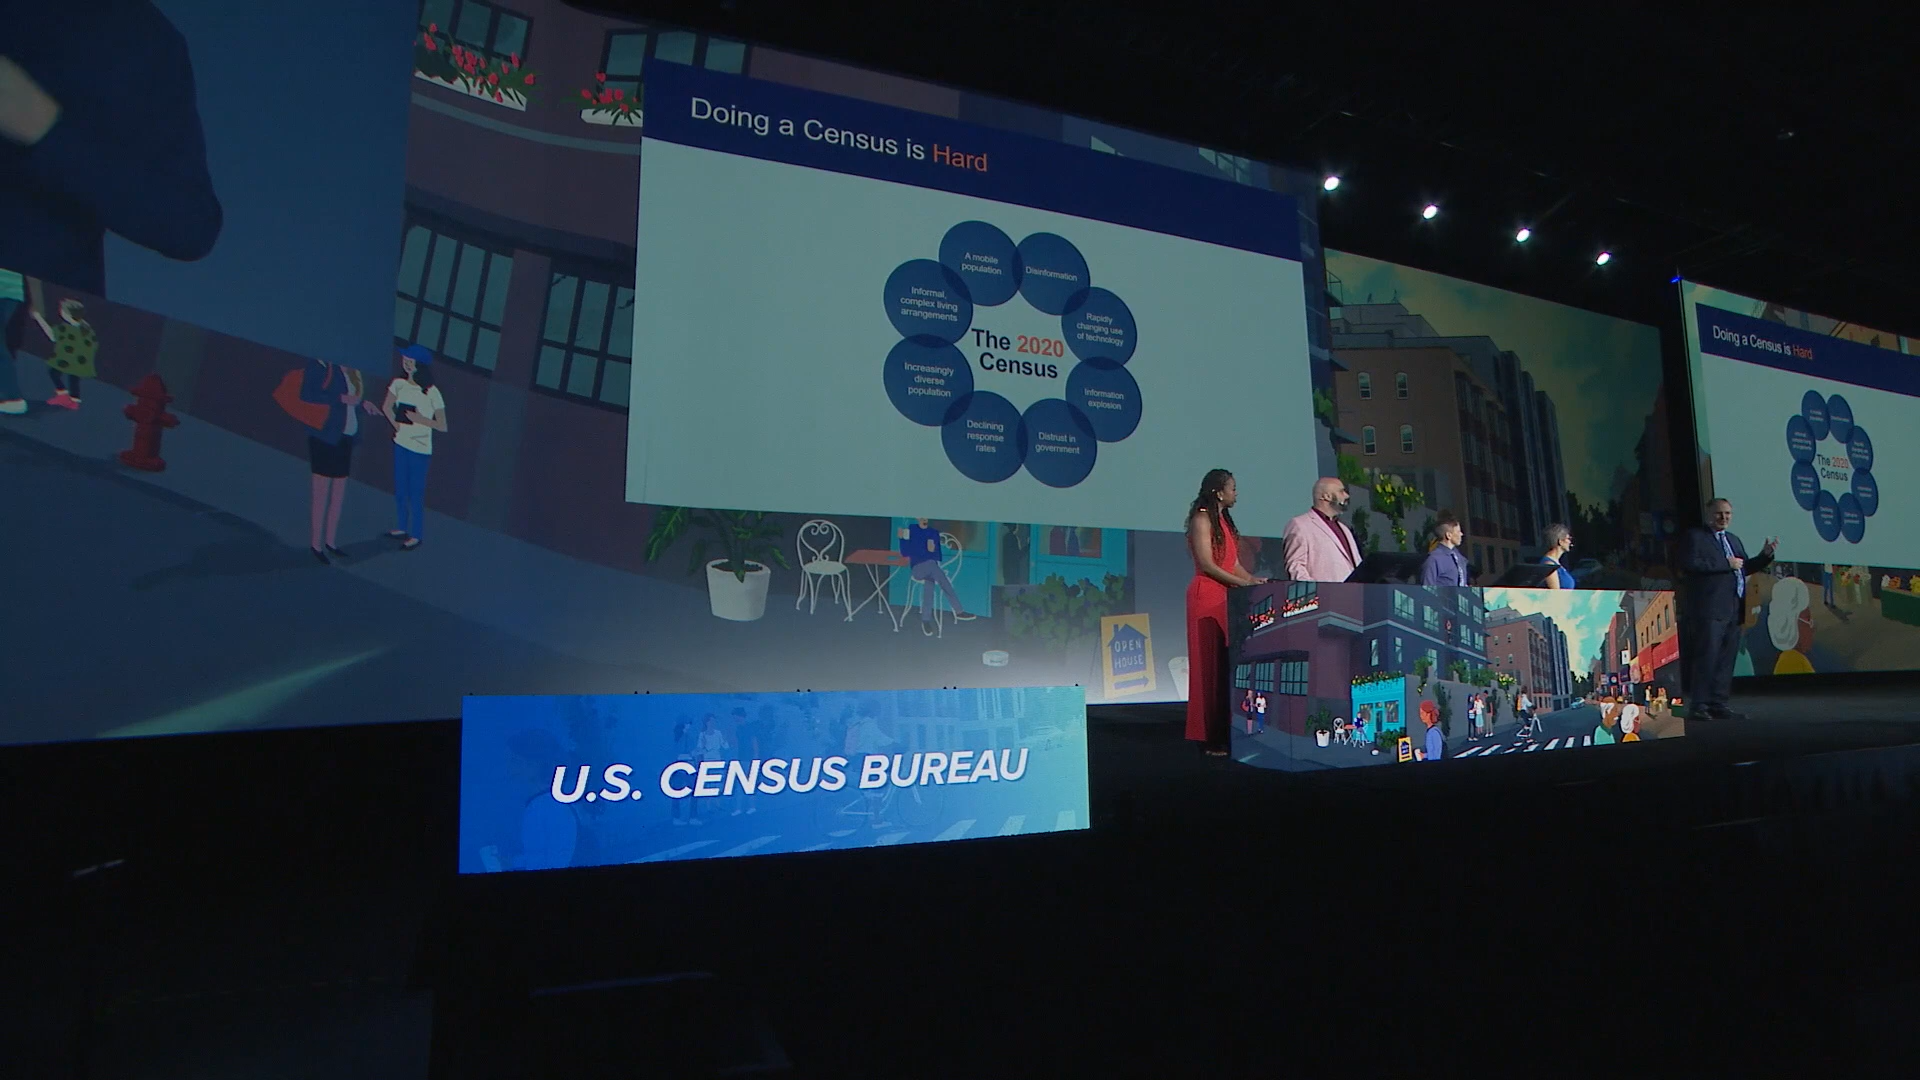 Doing a Census is Hard
A mobile
population
Disinformation
Informal,
complex living
arrangements
Rapidly
changing use
of technology
The 2020
Census
Increasingly
diverse
population
Information
explosion
Declining
response
rates
Distrust in
government
OPEN
HOUSE
U.S. CENSUS BUREAU
Doing a Census is Hard
The 2020
Census